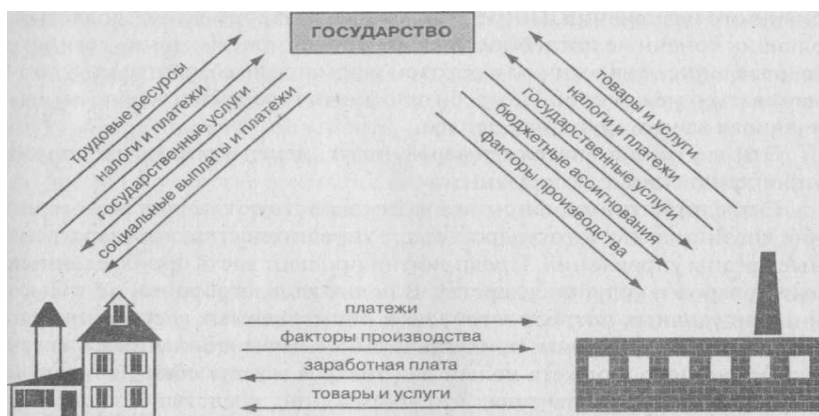 ГОСУДАРСТВО
трудовые ресурсы
налоги и платежи
государственные услуги
социальные выплаты и платежи
товары и услуги
налоги и платежи
государственные услуги
бюджетные ассигнования
факторы производства
платежи
факторы производства
заработная плата
товары и услуги